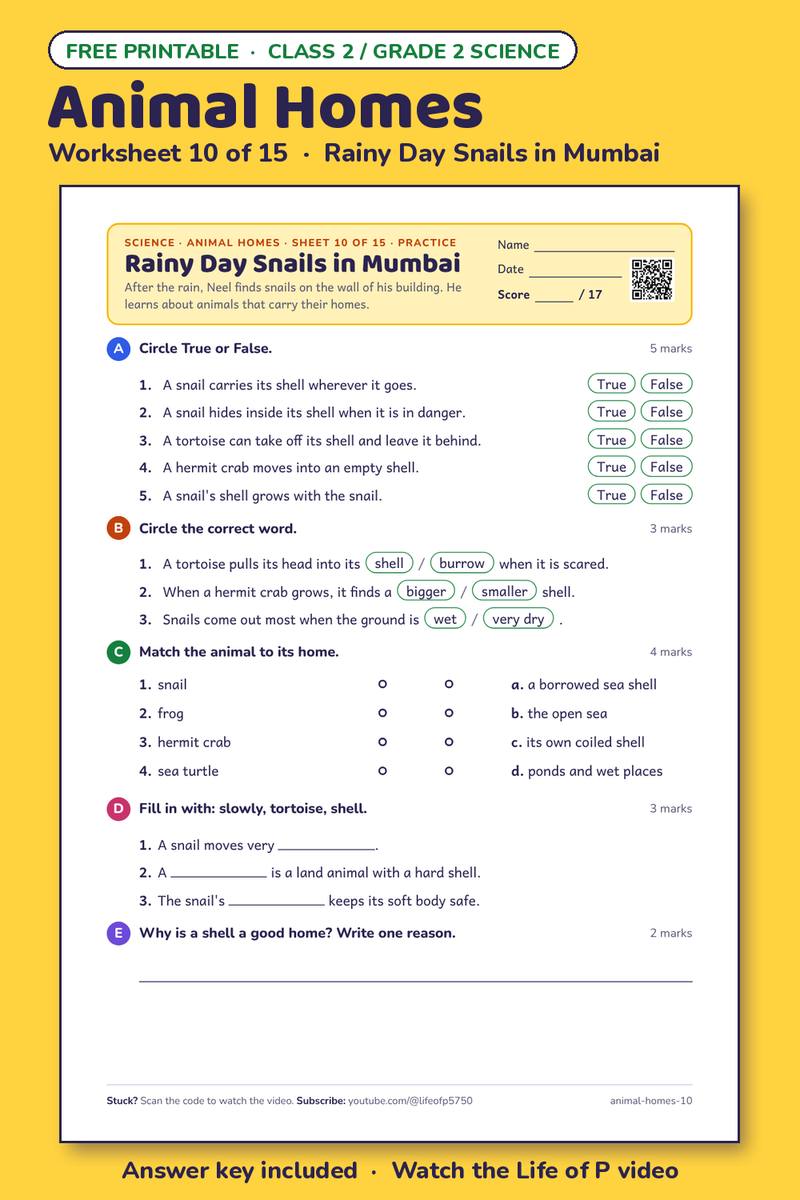 FREE PRINTABLE · CLASS 2 / GRADE 2 SCIENCE
Animal Homes
Worksheet 10 of 15 · Rainy Day Snails in Mumbai
SCIENCE · ANIMAL HOMES · SHEET 10 OF 15 · PRACTICE
Rainy Day Snails in Mumbai
After the rain, Neel finds snails on the wall of his building. He
learns about animals that carry their homes.
Name ____________
Date ____________
Score ______ / 17
A Circle True or False. 5 marks
1. A snail carries its shell wherever it goes. True False
2. A snail hides inside its shell when it is in danger. True False
3. A tortoise can take off its shell and leave it behind. True False
4. A hermit crab moves into an empty shell. True False
5. A snail's shell grows with the snail. True False
B Circle the correct word. 3 marks
1. A tortoise pulls its head into its shell / burrow when it is scared.
2. When a hermit crab grows, it finds a bigger / smaller shell.
3. Snails come out most when the ground is wet / very dry .
C Match the animal to its home. 4 marks
1. snail a. a borrowed sea shell
2. frog b. the open sea
3. hermit crab c. its own coiled shell
4. sea turtle d. ponds and wet places
D Fill in with: slowly, tortoise, shell. 3 marks
1. A snail moves very ____________.
2. A ____________ is a land animal with a hard shell.
3. The snail's ____________ keeps its soft body safe.
E Why is a shell a good home? Write one reason. 2 marks
Stuck? Scan the code to watch the video. Subscribe: youtube.com/@lifeofp5750 animal-homes-10
Answer key included · Watch the Life of P video